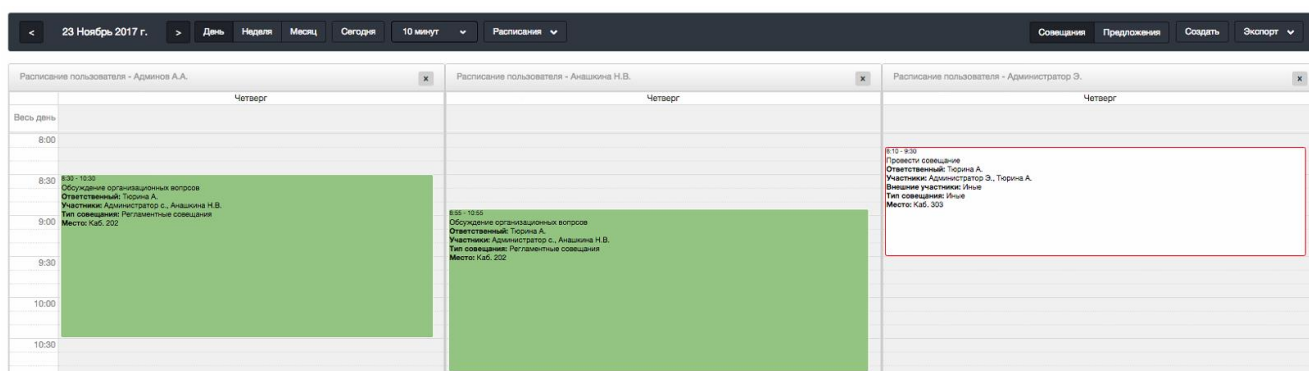 < 23 Ноябрь 2017 г. > День Неделя Месяц Сегодня 10 минут Расписания Совещания Предложения Создать Экспорт
Расписание пользователя - Админов А.А. x
Четверг
Весь день
8:00
8:30
9:00
9:30
10:00
10:30
8:30 - 10:30
Обсуждение организационных вопросов
Ответственный: Тюрина А.
Участники: Администратор с., Анашкина Н.В.
Тип совещания: Регламентные совещания
Место: Каб. 202
Расписание пользователя - Анашкина Н.В. x
Четверг
8:55 - 10:55
Обсуждение организационных вопросов
Ответственный: Тюрина А.
Участники: Администратор с., Анашкина Н.В.
Тип совещания: Регламентные совещания
Место: Каб. 202
Расписание пользователя - Администратор Э. x
Четверг
8:10 - 9:30
Провести совещание
Ответственный: Тюрина А.
Участники: Администратор Э., Тюрина А.
Внешние участники: Иные
Тип совещания: Иные
Место: Каб. 303